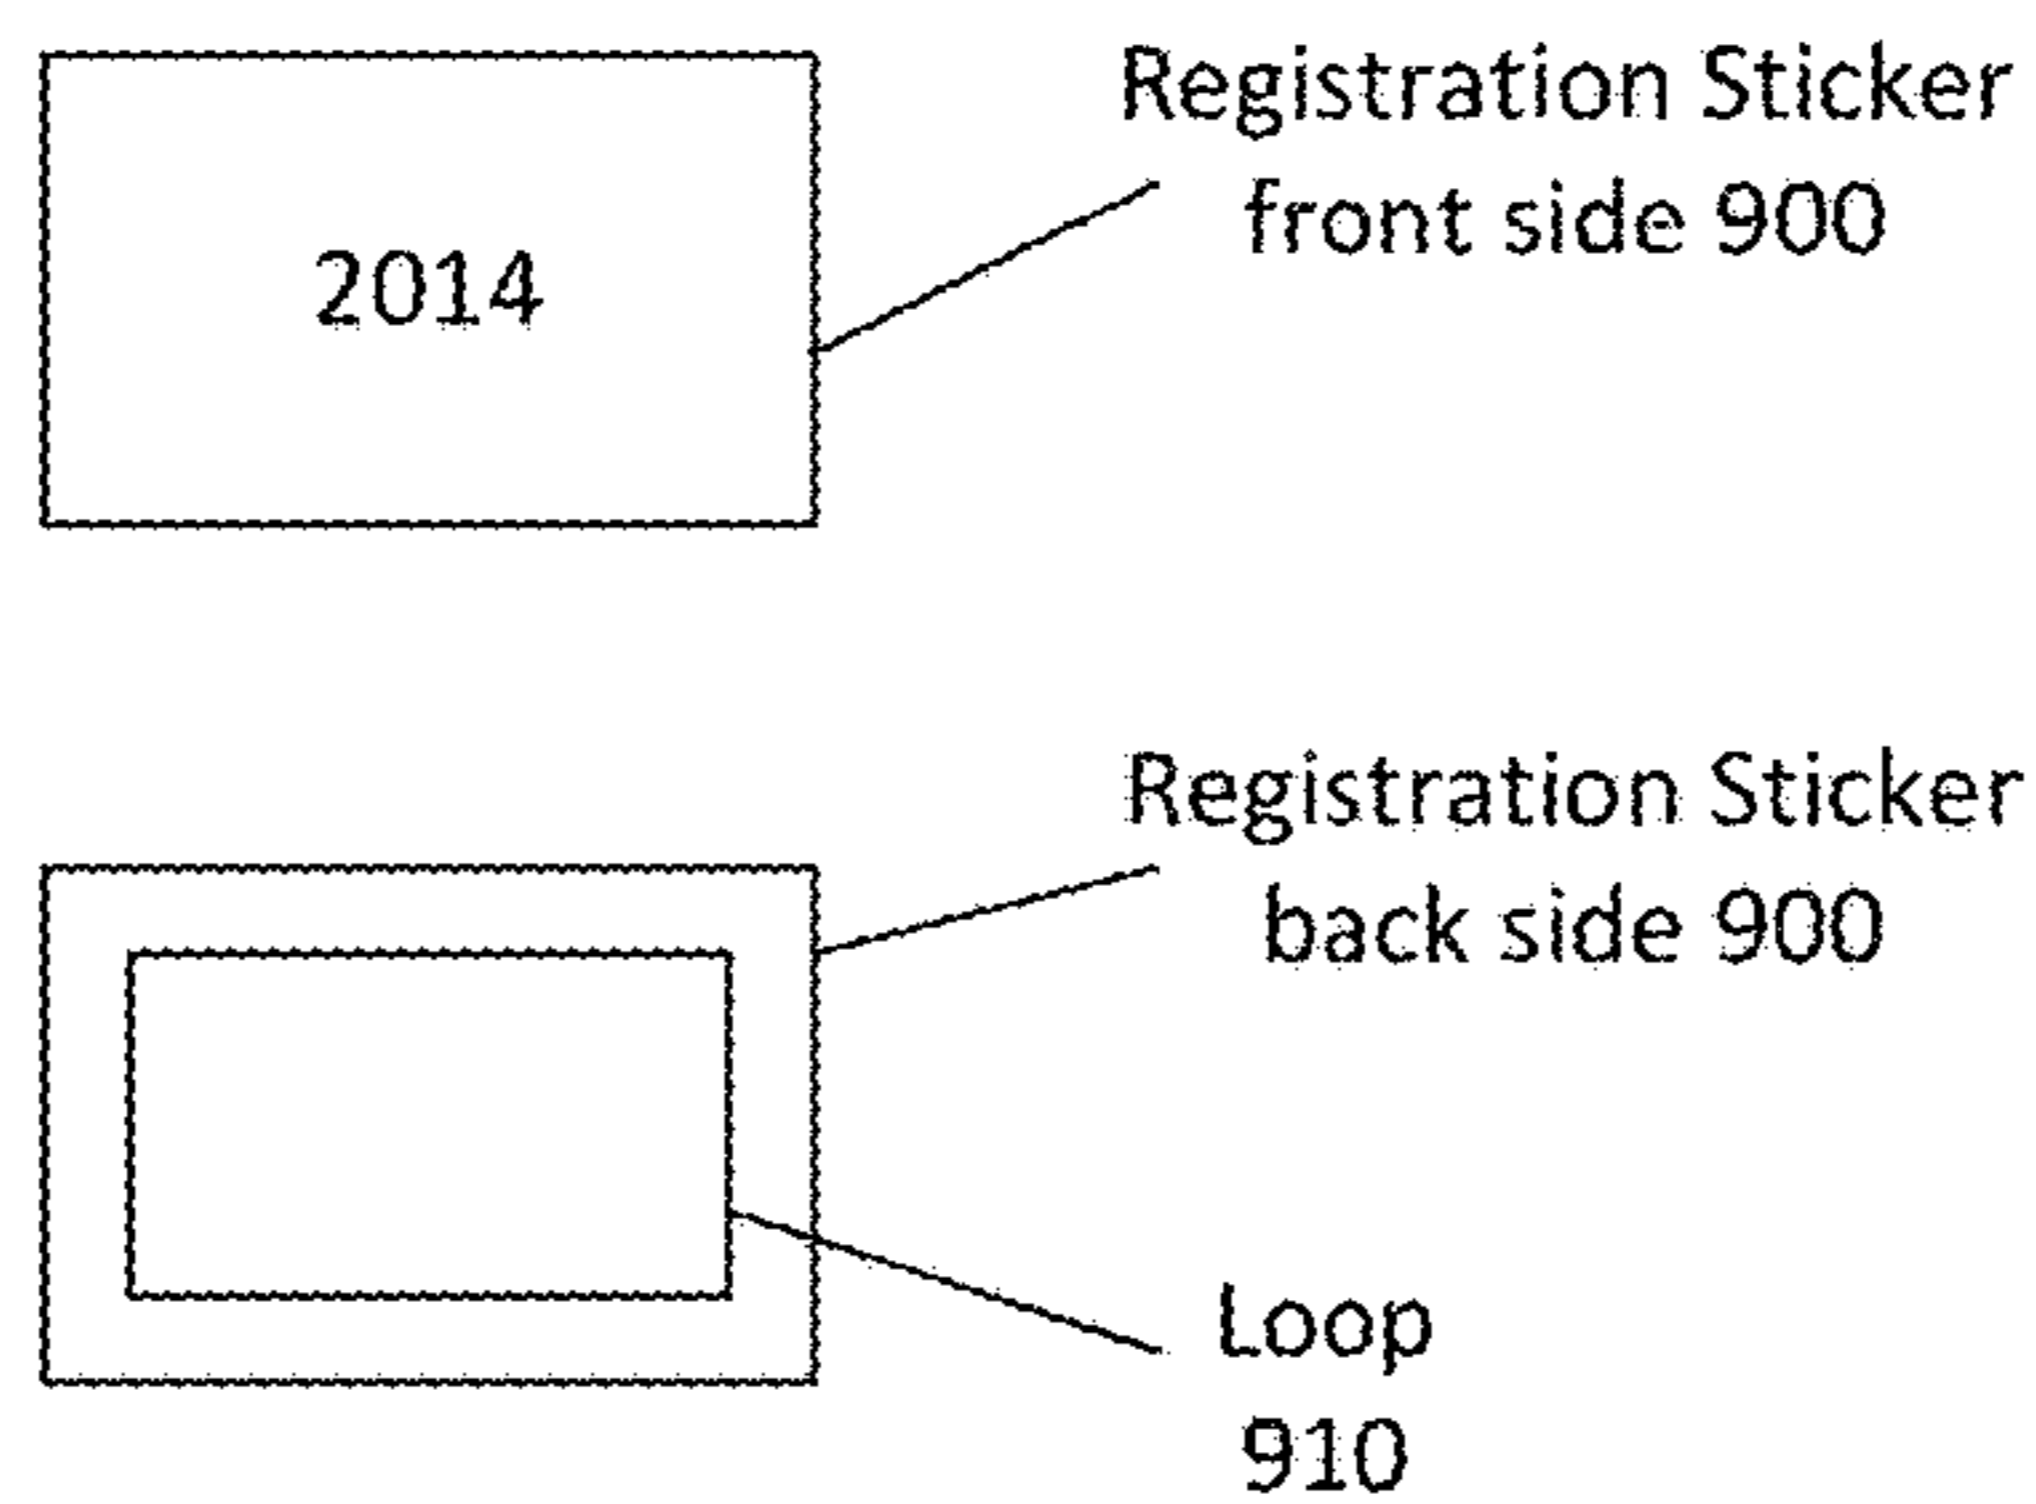 Registration Sticker
front side 900
2014
Registration Sticker
back side 900
Loop
910